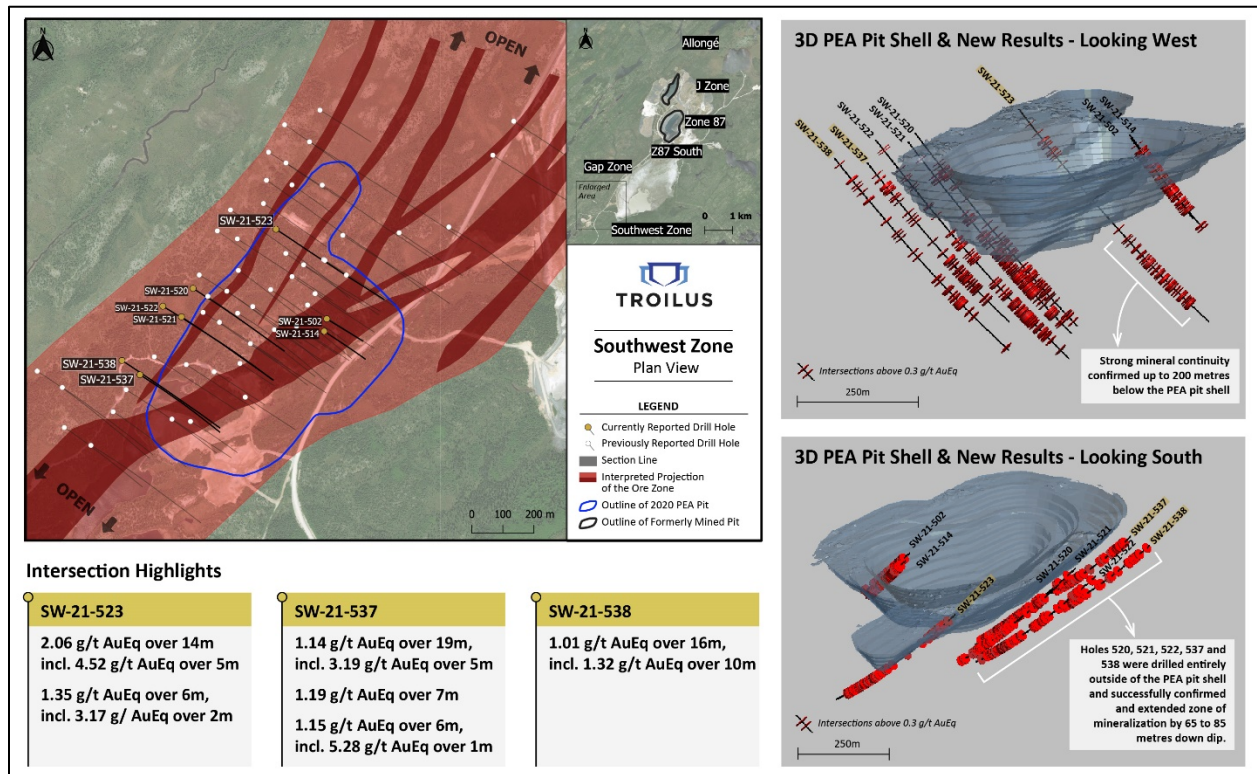 N
OPEN
SW-21-523
SW-21-520
SW-21-522
SW-21-521
SW-21-502
SW-21-514
SW-21-538
SW-21-537
OPEN
0 100 200 m
N
Allongé
J Zone
Zone 87
Z87 South
Gap Zone
Enlarged
Area
0 1 km
Southwest Zone
TROILUS
Southwest Zone
Plan View
LEGEND
Currently Reported Drill Hole
Previously Reported Drill Hole
Section Line
Interpreted Projection
of the Ore Zone
Outline of 2020 PEA Pit
Outline of Formerly Mined Pit
3D PEA Pit Shell & New Results - Looking West
SW-21-523
SW-21-514
SW-21-502
SW-21-520
SW-21-521
SW-21-522
SW-21-537
SW-21-538
Strong mineral continuity
confirmed up to 200 metres
below the PEA pit shell
Intersections above 0.3 g/t AuEq
250m
3D PEA Pit Shell & New Results - Looking South
SW-21-502
SW-21-514
SW-21-523
SW-21-520
SW-21-521
SW-21-522
SW-21-537
SW-21-538
Holes 520, 521, 522, 537 and
538 were drilled entirely
outside of the PEA pit shell
and successfully confirmed
and extended zone of
mineralization by 65 to 85
metres down dip.
Intersections above 0.3 g/t AuEq
250m
Intersection Highlights
SW-21-523
2.06 g/t AuEq over 14m
incl. 4.52 g/t AuEq over 5m
1.35 g/t AuEq over 6m,
incl. 3.17 g/ AuEq over 2m
SW-21-537
1.14 g/t AuEq over 19m,
incl. 3.19 g/t AuEq over 5m
1.19 g/t AuEq over 7m
1.15 g/t AuEq over 6m,
incl. 5.28 g/t AuEq over 1m
SW-21-538
1.01 g/t AuEq over 16m,
incl. 1.32 g/t AuEq over 10m